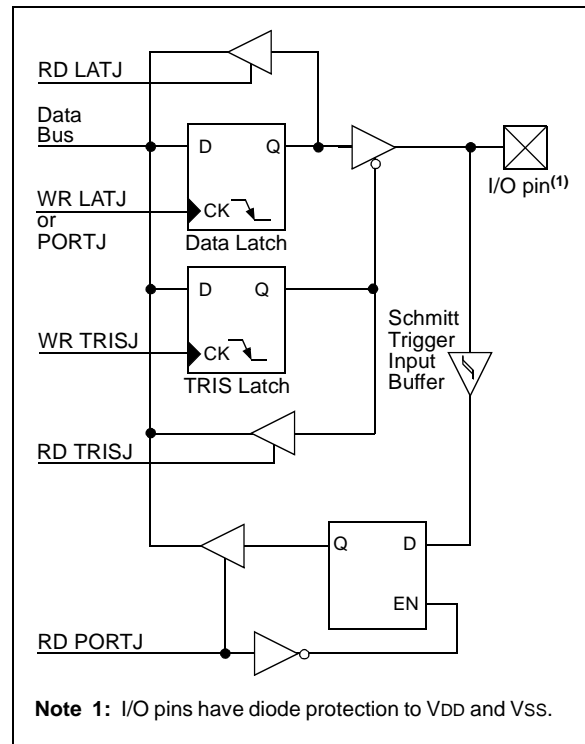 RD LATJ
Data
Bus
D Q
I/O pin(1)
WR LATJ
or
PORTJ
CK
Data Latch
D Q
Schmitt
Trigger
Input
Buffer
WR TRISJ
CK
TRIS Latch
RD TRISJ
Q D
EN
RD PORTJ
Note 1: I/O pins have diode protection to VDD and VSS.